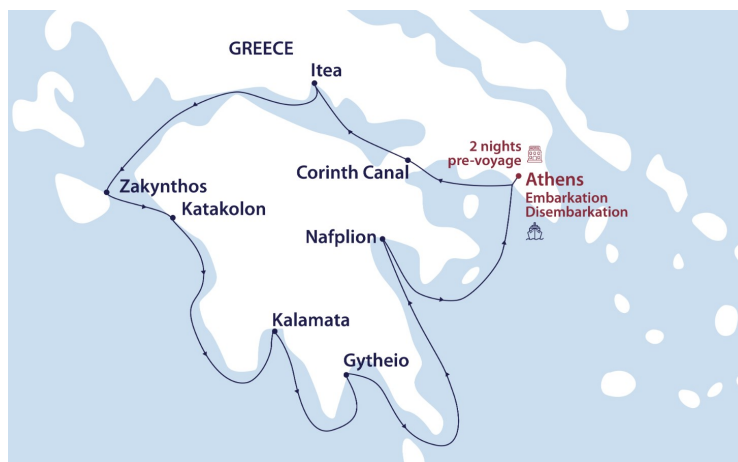 GREECE
Itea
2 nights
pre-voyage
Corinth Canal
Athens
Embarkation
Disembarkation
Zakynthos
Katakolon
Nafplion
Kalamata
Gytheio